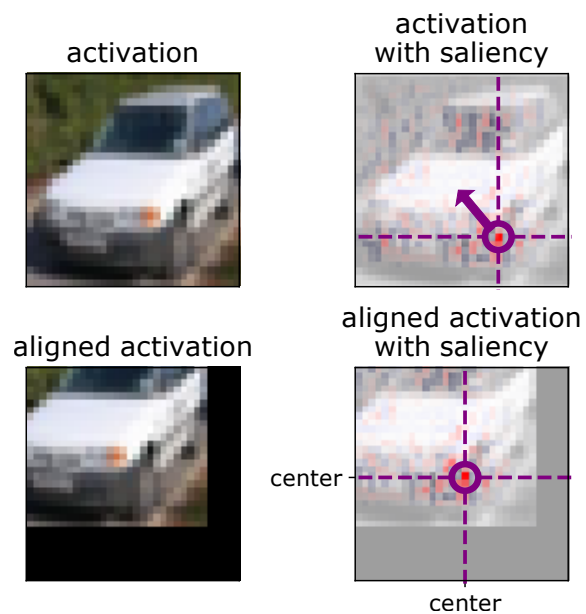 activation
activation
with saliency
aligned activation
aligned activation
with saliency
center
center